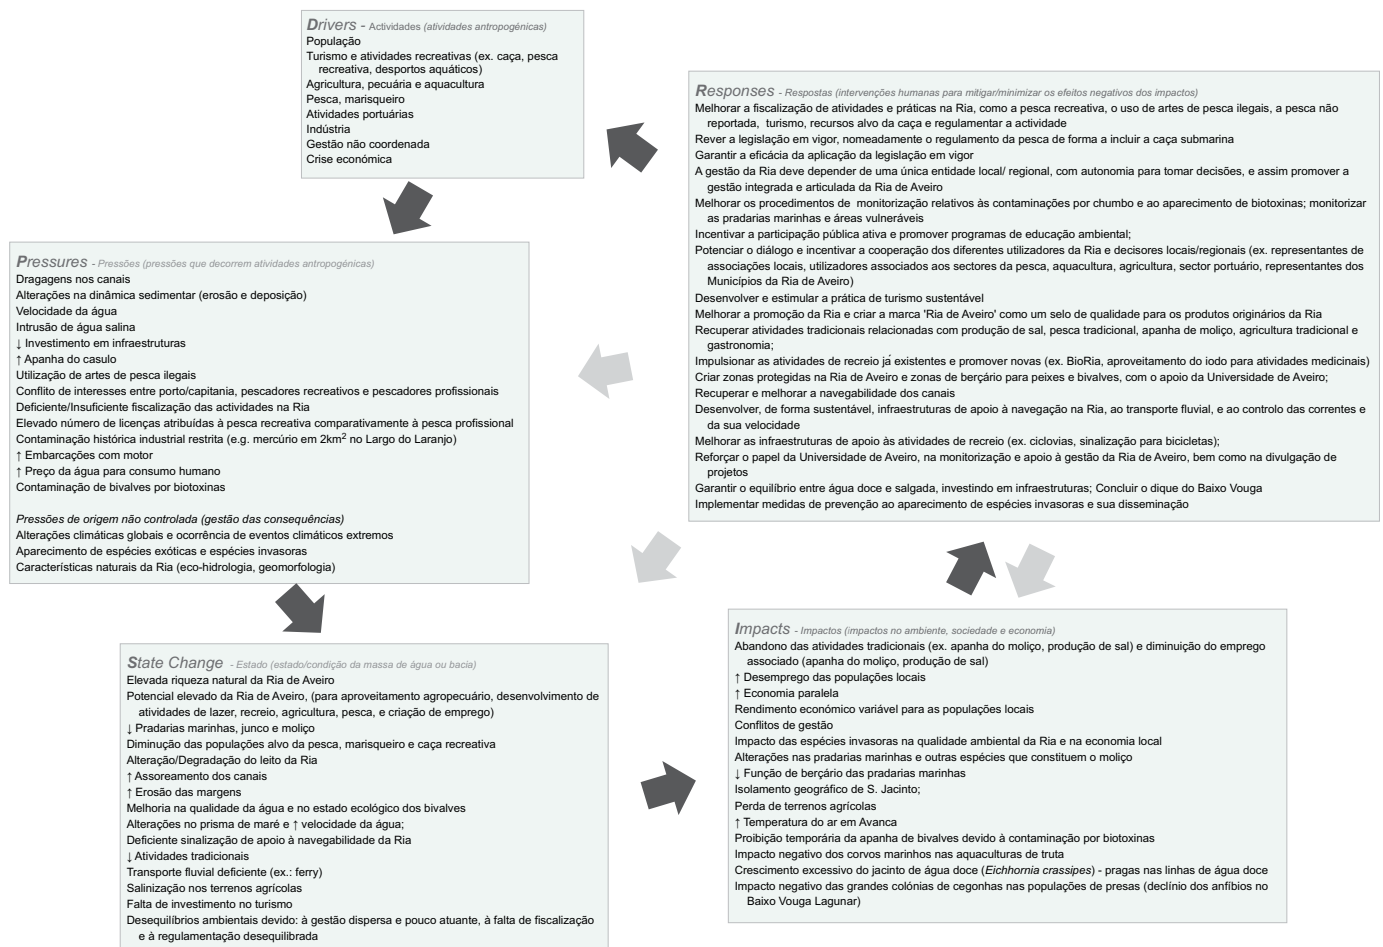 Drivers - Actividades (atividades antropogénicas)
População
Turismo e atividades recreativas (ex. caça, pesca
recreativa, desportos aquáticos)
Agricultura, pecuária e aquacultura
Pesca, marisqueiro
Atividades portuárias
Indústria
Gestão não coordenada
Crise económica
Responses - Respostas (intervenções humanas para mitigar/minimizar os efeitos negativos dos impactos)
Melhorar a fiscalização de atividades e práticas na Ria, como a pesca recreativa, o uso de artes de pesca ilegais, a pesca não
reportada, turismo, recursos alvo da caça e regulamentar a actividade
Rever a legislação em vigor, nomeadamente o regulamento da pesca de forma a incluir a caça submarina
Garantir a eficácia da aplicação da legislação em vigor
A gestão da Ria deve depender de uma única entidade local/ regional, com autonomia para tomar decisões, e assim promover a
gestão integrada e articulada da Ria de Aveiro
Melhorar os procedimentos de monitorização relativos às contaminações por chumbo e ao aparecimento de biotoxinas; monitorizar
as pradarias marinhas e áreas vulneráveis
Incentivar a participação pública ativa e promover programas de educação ambiental;
Potenciar o diálogo e incentivar a cooperação dos diferentes utilizadores da Ria e decisores locais/regionais (ex. representantes de
associações locais, utilizadores associados aos sectores da pesca, aquacultura, agricultura, sector portuário, representantes dos
Municípios da Ria de Aveiro)
Desenvolver e estimular a prática de turismo sustentável
Melhorar a promoção da Ria e criar a marca 'Ria de Aveiro' como um selo de qualidade para os produtos originários da Ria
Recuperar atividades tradicionais relacionadas com produção de sal, pesca tradicional, apanha de moliço, agricultura tradicional e
gastronomia;
Impulsionar as atividades de recreio já existentes e promover novas (ex. BioRia, aproveitamento do iodo para atividades medicinais)
Criar zonas protegidas na Ria de Aveiro e zonas de berçário para peixes e bivalves, com o apoio da Universidade de Aveiro;
Recuperar e melhorar a navegabilidade dos canais
Desenvolver, de forma sustentável, infraestruturas de apoio à navegação na Ria, ao transporte fluvial, e ao controlo das correntes e
da sua velocidade
Melhorar as infraestruturas de apoio às atividades de recreio (ex. ciclovias, sinalização para bicicletas);
Reforçar o papel da Universidade de Aveiro, na monitorização e apoio à gestão da Ria de Aveiro, bem como na divulgação de
projetos
Garantir o equilíbrio entre água doce e salgada, investindo em infraestruturas; Concluir o dique do Baixo Vouga
Implementar medidas de prevenção ao aparecimento de espécies invasoras e sua disseminação
Pressures - Pressões (pressões que decorrem atividades antropogénicas)
Dragagens nos canais
Alterações na dinâmica sedimentar (erosão e deposição)
Velocidade da água
Intrusão de água salina
↓ Investimento em infraestruturas
↑ Apanha do casulo
Utilização de artes de pesca ilegais
Conflito de interesses entre porto/capitania, pescadores recreativos e pescadores profissionais
Deficiente/Insuficiente fiscalização das actividades na Ria
Elevado número de licenças atribuídas à pesca recreativa comparativamente à pesca profissional
Contaminação histórica industrial restrita (e.g. mercúrio em 2km² no Largo do Laranjo)
↑ Embarcações com motor
↑ Preço da água para consumo humano
Contaminação de bivalves por biotoxinas
Pressões de origem não controlada (gestão das consequências)
Alterações climáticas globais e ocorrência de eventos climáticos extremos
Aparecimento de espécies exóticas e espécies invasoras
Características naturais da Ria (eco-hidrologia, geomorfologia)
State Change - Estado (estado/condição da massa de água ou bacia)
Elevada riqueza natural da Ria de Aveiro
Potencial elevado da Ria de Aveiro, (para aproveitamento agropecuário, desenvolvimento de
atividades de lazer, recreio, agricultura, pesca, e criação de emprego)
↓ Pradarias marinhas, junco e moliço
Diminução das populações alvo da pesca, marisqueiro e caça recreativa
Alteração/Degradação do leito da Ria
↑ Assoreamento dos canais
↑ Erosão das margens
Melhoria na qualidade da água e no estado ecológico dos bivalves
Alterações no prisma de maré e ↑ velocidade da água;
Deficiente sinalização de apoio à navegabilidade da Ria
↓ Atividades tradicionais
Transporte fluvial deficiente (ex.: ferry)
Salinização nos terrenos agrícolas
Falta de investimento no turismo
Desequilíbrios ambientais devido: à gestão dispersa e pouco atuante, à falta de fiscalização
e à regulamentação desequilibrada
Impacts - Impactos (impactos no ambiente, sociedade e economia)
Abandono das atividades tradicionais (ex. apanha do moliço, produção de sal) e diminuição do emprego
associado (apanha do moliço, produção de sal)
↑ Desemprego das populações locais
↑ Economia paralela
Rendimento económico variável para as populações locais
Conflitos de gestão
Impacto das espécies invasoras na qualidade ambiental da Ria e na economia local
Alterações nas pradarias marinhas e outras espécies que constituem o moliço
↓ Função de berçário das pradarias marinhas
Isolamento geográfico de S. Jacinto;
Perda de terrenos agrícolas
↑ Temperatura do ar em Avanca
Proibição temporária da apanha de bivalves devido à contaminação por biotoxinas
Impacto negativo dos corvos marinhos nas aquaculturas de truta
Crescimento excessivo do jacinto de água doce (Eichhornia crassipes) - pragas nas linhas de água doce
Impacto negativo das grandes colónias de cegonhas nas populações de presas (declínio dos anfíbios no
Baixo Vouga Lagunar)